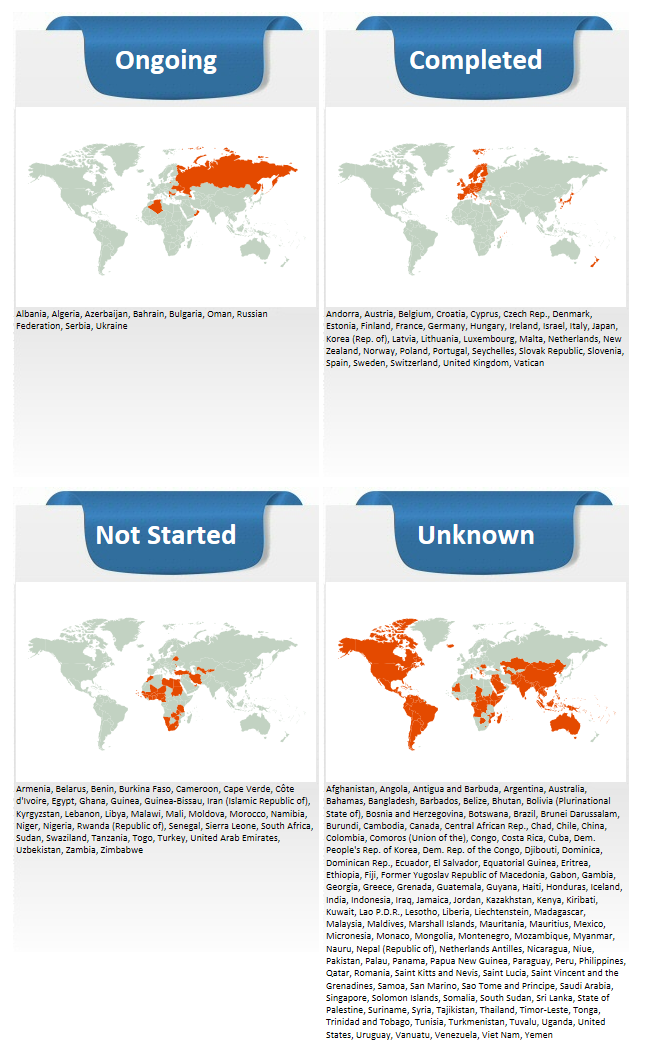 Ongoing
Albania, Algeria, Azerbaijan, Bahrain, Bulgaria, Oman, Russian
Federation, Serbia, Ukraine
Completed
Andorra, Austria, Belgium, Croatia, Cyprus, Czech Rep., Denmark,
Estonia, Finland, France, Germany, Hungary, Ireland, Israel, Italy, Japan,
Korea (Rep. of), Latvia, Lithuania, Luxembourg, Malta, Netherlands, New
Zealand, Norway, Poland, Portugal, Seychelles, Slovak Republic, Slovenia,
Spain, Sweden, Switzerland, United Kingdom, Vatican
Not Started
Armenia, Belarus, Benin, Burkina Faso, Cameroon, Cape Verde, Côte
d'Ivoire, Egypt, Ghana, Guinea, Guinea-Bissau, Iran (Islamic Republic of),
Kyrgyzstan, Lebanon, Libya, Malawi, Mali, Moldova, Morocco, Namibia,
Niger, Nigeria, Rwanda (Republic of), Senegal, Sierra Leone, South Africa,
Sudan, Swaziland, Tanzania, Togo, Turkey, United Arab Emirates,
Uzbekistan, Zambia, Zimbabwe
Unknown
Afghanistan, Angola, Antigua and Barbuda, Argentina, Australia,
Bahamas, Bangladesh, Barbados, Belize, Bhutan, Bolivia (Plurinational
State of), Bosnia and Herzegovina, Botswana, Brazil, Brunei Darussalam,
Burundi, Cambodia, Canada, Central African Rep., Chad, Chile, China,
Colombia, Comoros (Union of the), Congo, Costa Rica, Cuba, Dem.
People's Rep. of Korea, Dem. Rep. of the Congo, Djibouti, Dominica,
Dominican Rep., Ecuador, El Salvador, Equatorial Guinea, Eritrea,
Ethiopia, Fiji, Former Yugoslav Republic of Macedonia, Gabon, Gambia,
Georgia, Greece, Grenada, Guatemala, Guyana, Haiti, Honduras, Iceland,
India, Indonesia, Iraq, Jamaica, Jordan, Kazakhstan, Kenya, Kiribati,
Kuwait, Lao P.D.R., Lesotho, Liberia, Liechtenstein, Madagascar,
Malaysia, Maldives, Marshall Islands, Mauritania, Mauritius, Mexico,
Micronesia, Monaco, Mongolia, Montenegro, Mozambique, Myanmar,
Nauru, Nepal (Republic of), Netherlands Antilles, Nicaragua, Niue,
Pakistan, Palau, Panama, Papua New Guinea, Paraguay, Peru, Philippines,
Qatar, Romania, Saint Kitts and Nevis, Saint Lucia, Saint Vincent and the
Grenadines, Samoa, San Marino, Sao Tome and Principe, Saudi Arabia,
Singapore, Solomon Islands, Somalia, South Sudan, Sri Lanka, State of
Palestine, Suriname, Syria, Tajikistan, Thailand, Timor-Leste, Tonga,
Trinidad and Tobago, Tunisia, Turkmenistan, Tuvalu, Uganda, United
States, Uruguay, Vanuatu, Venezuela, Viet Nam, Yemen